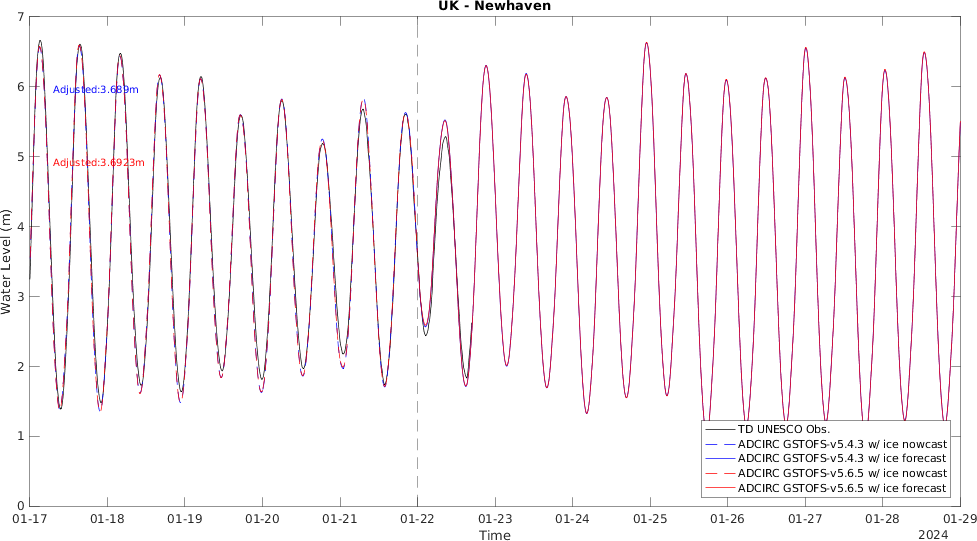 UK - Newhaven
7
6
5
4
3
2
1
0
Water Level (m)
Adjusted:3.689m
Adjusted:3.6923m
TD UNESCO Obs.
ADCIRC GSTOFS-v5.4.3 w/ ice nowcast
ADCIRC GSTOFS-v5.4.3 w/ ice forecast
ADCIRC GSTOFS-v5.6.5 w/ ice nowcast
ADCIRC GSTOFS-v5.6.5 w/ ice forecast
01-17 01-18 01-19 01-20 01-21 01-22 01-23 01-24 01-25 01-26 01-27 01-28 01-29
Time
2024